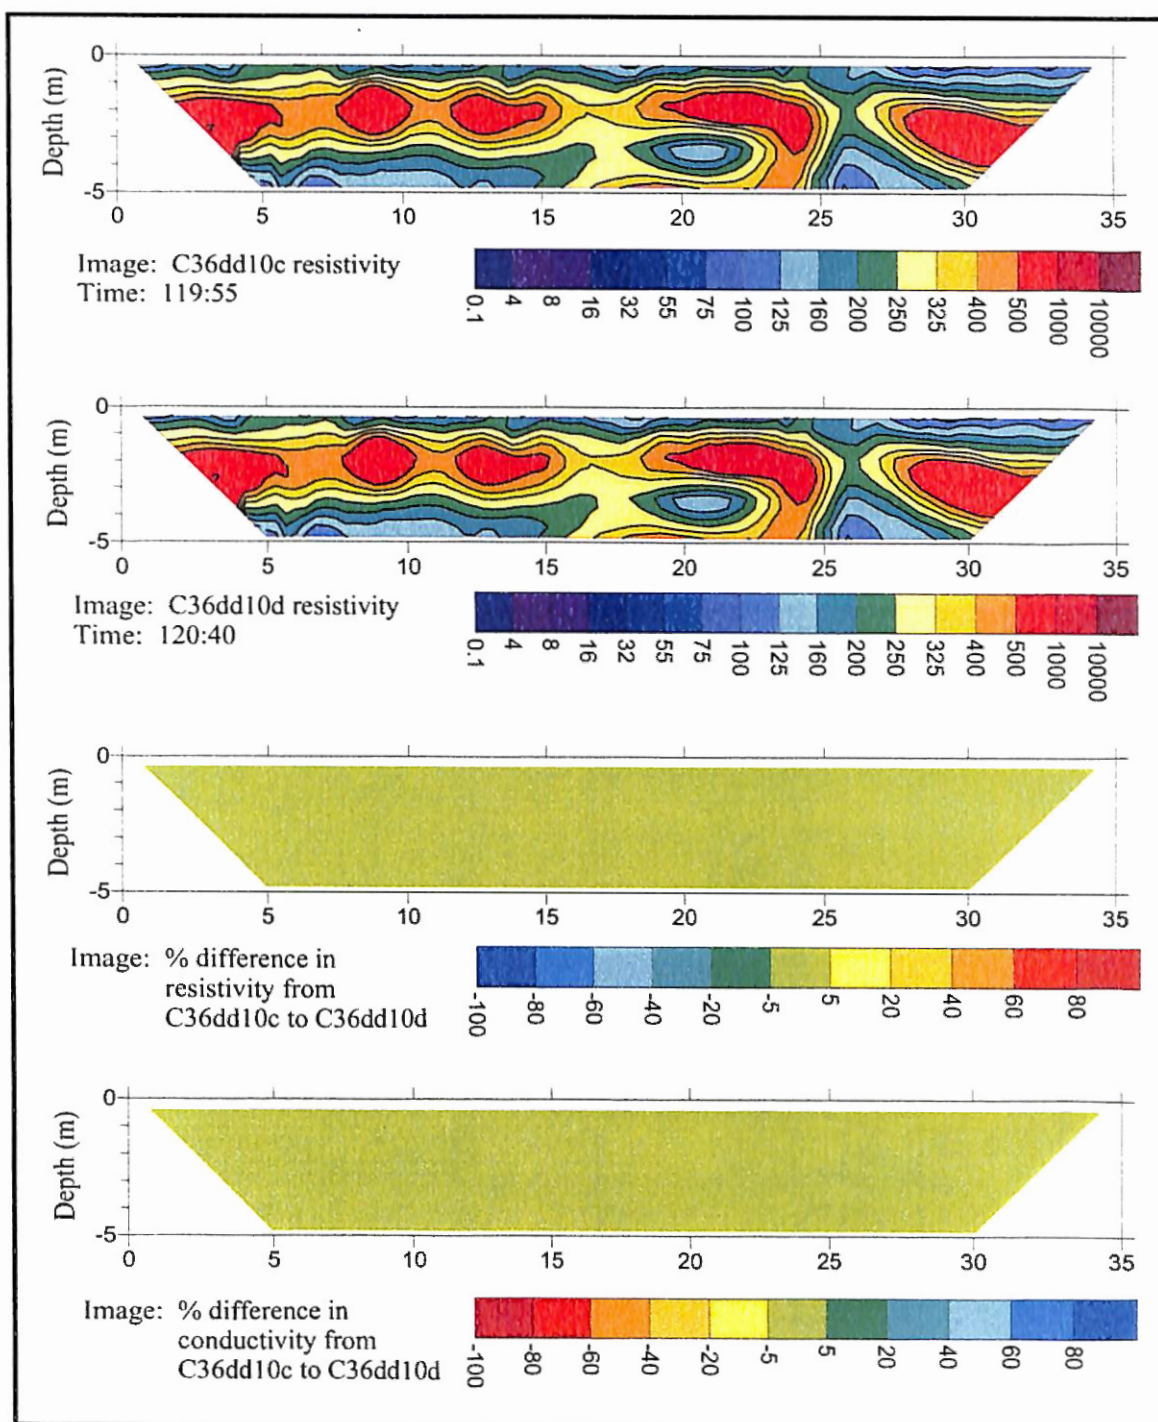 0
Depth (m)
-5
0 5 10 15 20 25 30 35
Image: C36dd10c resistivity
Time: 119:55
0.1 4 8 16 32 55 75 100 125 160 200 250 325 400 500 1000 10000
0
Depth (m)
-5
0 5 10 15 20 25 30 35
Image: C36dd10d resistivity
Time: 120:40
0.1 4 8 16 32 55 75 100 125 160 200 250 325 400 500 1000 10000
0
Depth (m)
-5
0 5 10 15 20 25 30 35
Image: % difference in
resistivity from
C36dd10c to C36dd10d
-100 -80 -60 -40 -20 -5 5 20 40 60 80
0
Depth (m)
-5
0 5 10 15 20 25 30 35
Image: % difference in
conductivity from
C36dd10c to C36dd10d
-100 -80 -60 -40 -20 -5 5 20 40 60 80